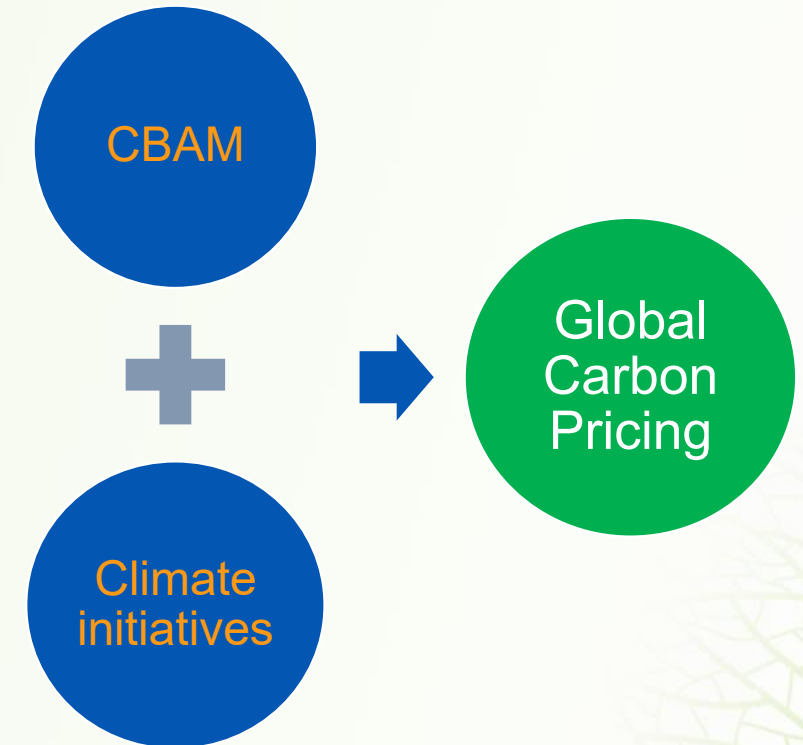 CBAM
Climate
initiatives
Global
Carbon
Pricing